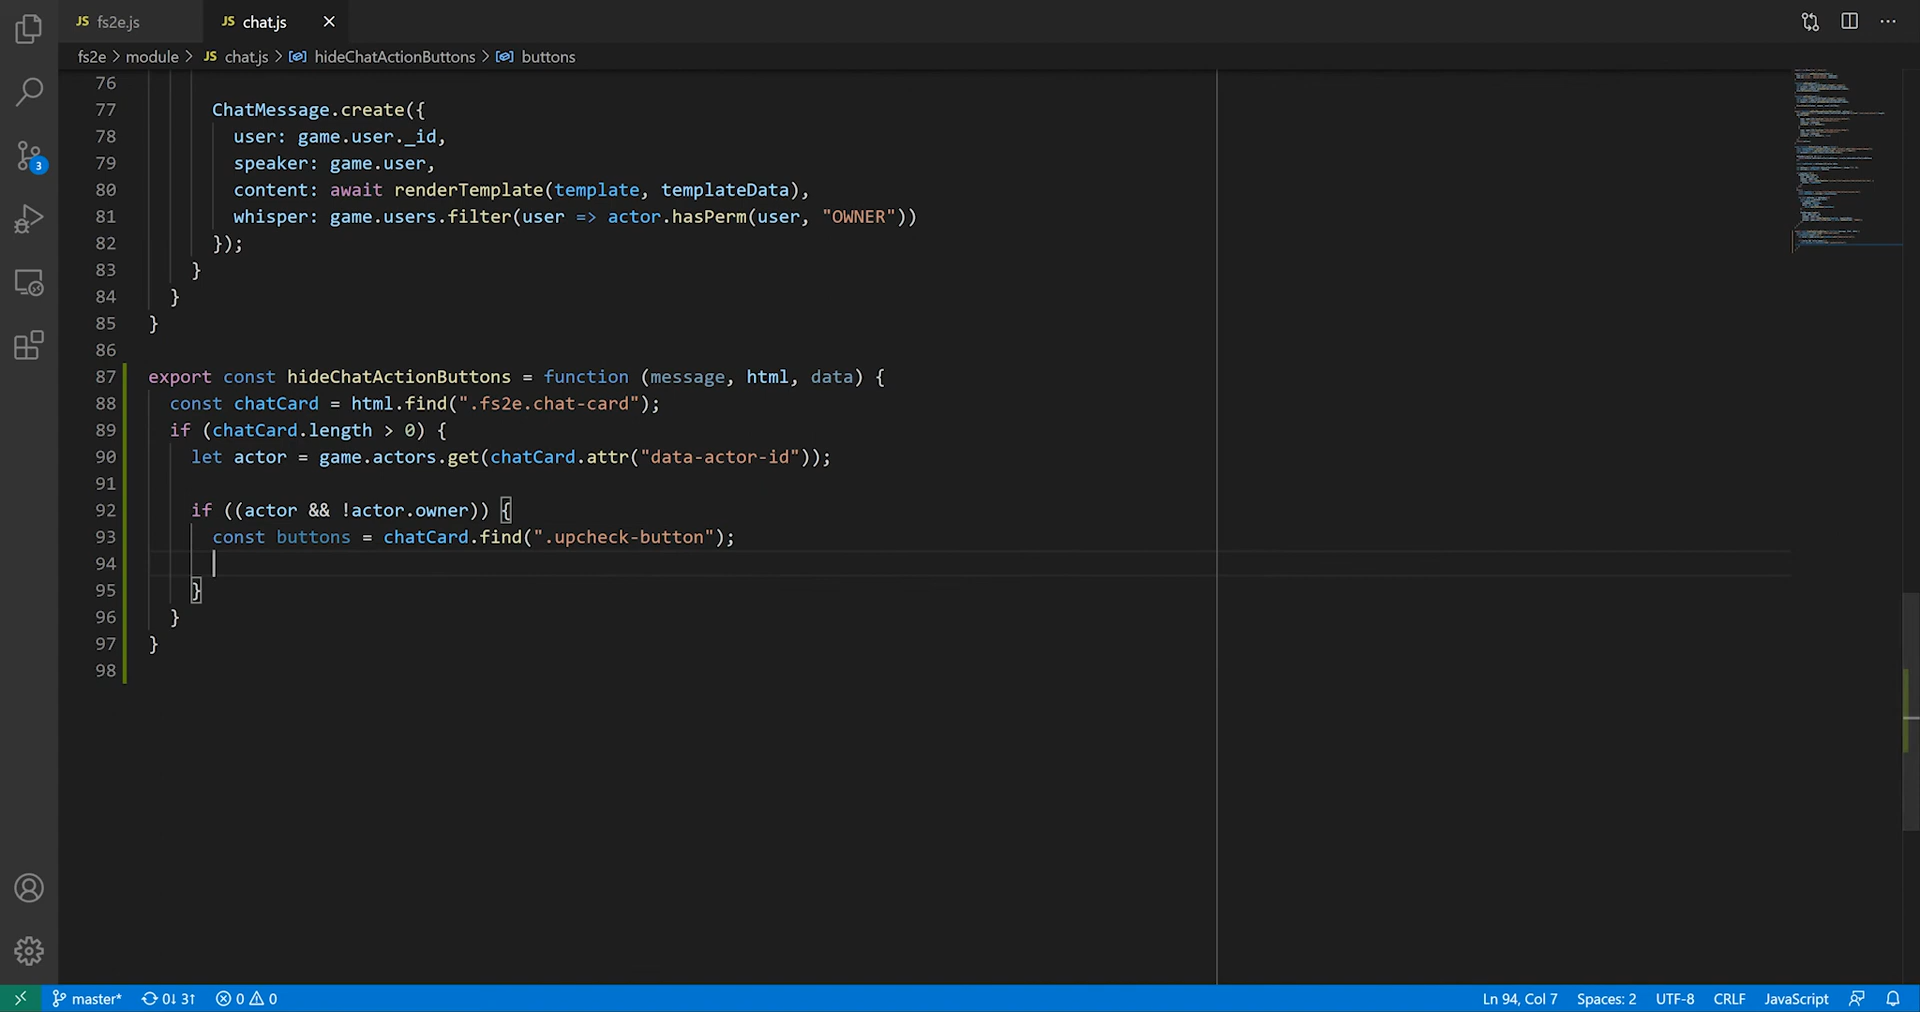 JS fs2e.js
JS chat.js
fs2e > module > JS chat.js > hideChatActionButtons > buttons
76
77 ChatMessage.create({
78 user: game.user._id,
79 speaker: game.user,
80 content: await renderTemplate(template, templateData),
81 whisper: game.users.filter(user => actor.hasPerm(user, "OWNER"))
82 });
83 }
84 }
85 }
86
87 export const hideChatActionButtons = function (message, html, data) {
88 const chatCard = html.find(".fs2e.chat-card");
89 if (chatCard.length > 0) {
90 let actor = game.actors.get(chatCard.attr("data-actor-id"));
91
92 if ((actor && !actor.owner)) {
93 const buttons = chatCard.find(".upcheck-button");
94
95 }
96 }
97 }
98
3
master* 0↓ 3↑ 0 0 Ln 94, Col 7 Spaces: 2 UTF-8 CRLF JavaScript